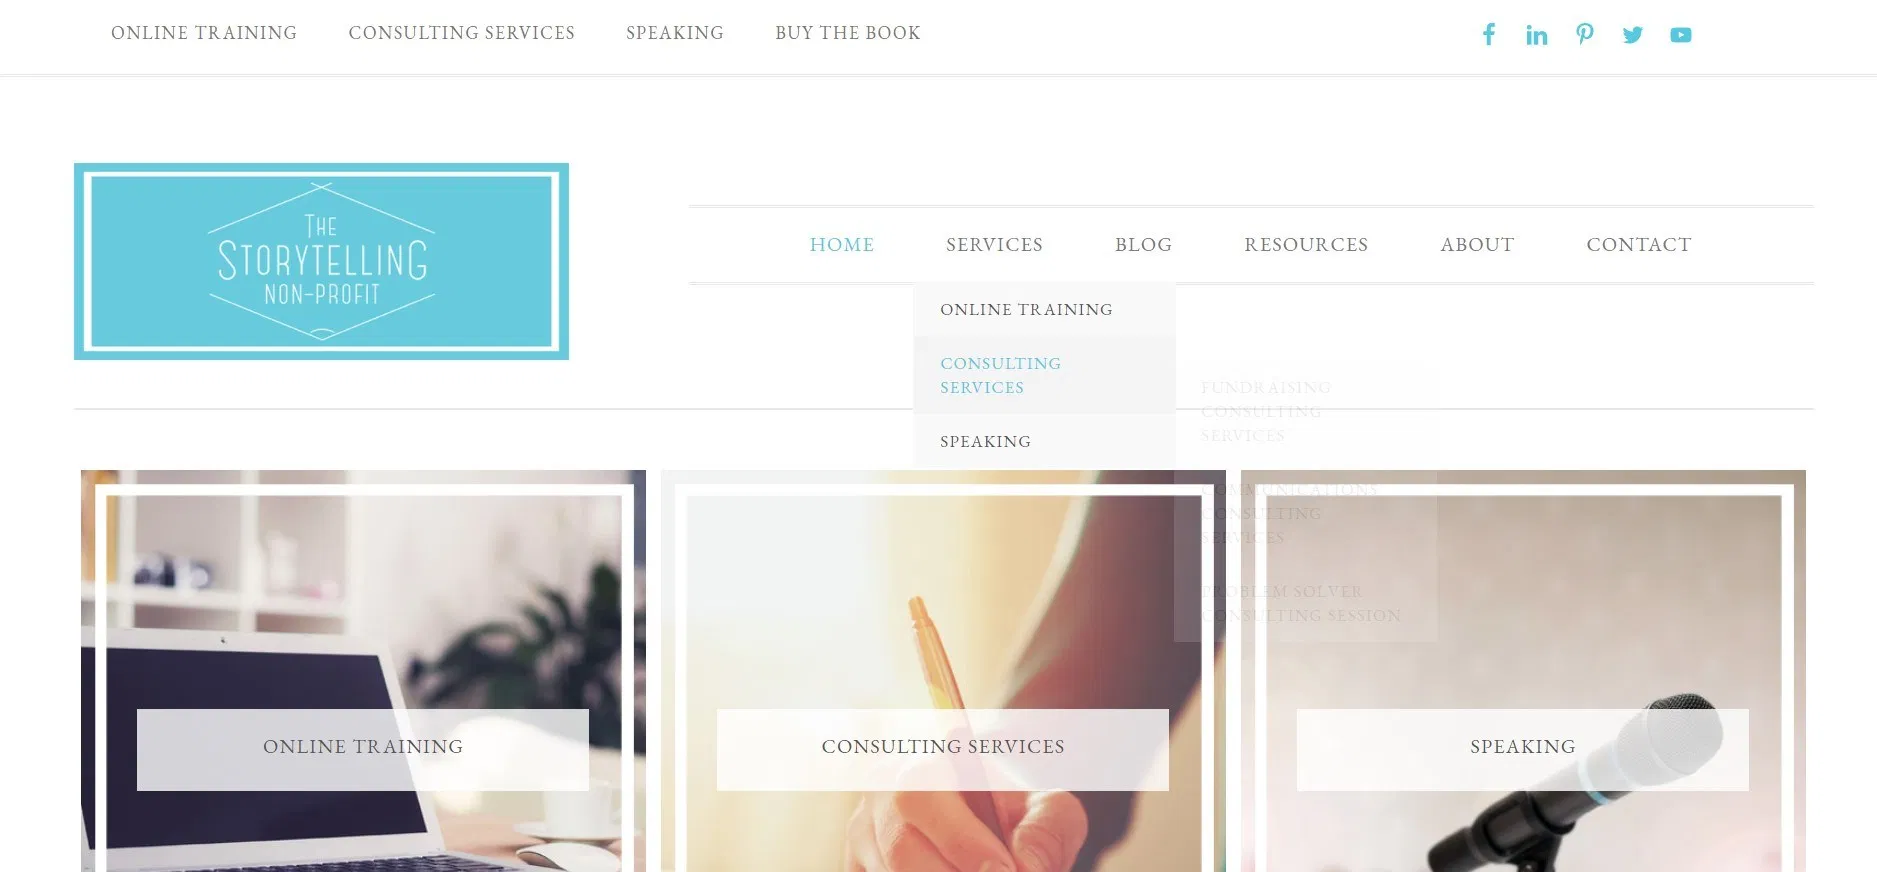 ONLINE TRAINING
CONSULTING SERVICES
SPEAKING
BUY THE BOOK
THE
STORYTELLING
NON-PROFIT
HOME
SERVICES
BLOG
RESOURCES
ABOUT
CONTACT
ONLINE TRAINING
CONSULTING
SERVICES
SPEAKING
FUNDRAISING
CONSULTING
SERVICES
COMMUNICATIONS
CONSULTING
SERVICES
PROBLEM SOLVER
CONSULTING SESSION
ONLINE TRAINING
CONSULTING SERVICES
SPEAKING